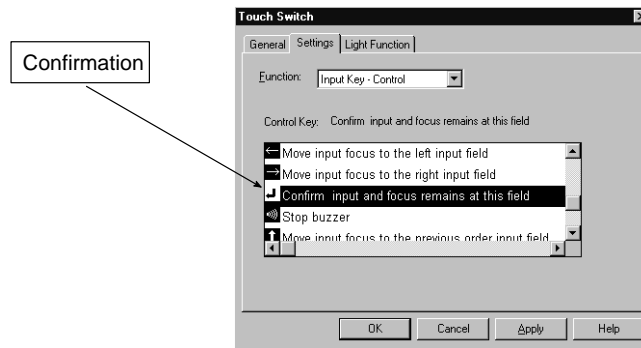 Touch Switch
General Settings Light Function
Confirmation
Function: Input Key - Control
Control Key: Confirm input and focus remains at this field
Move input focus to the left input field
Move input focus to the right input field
Confirm input and focus remains at this field
Stop buzzer
Move input focus to the previous order input field
OK Cancel Apply Help